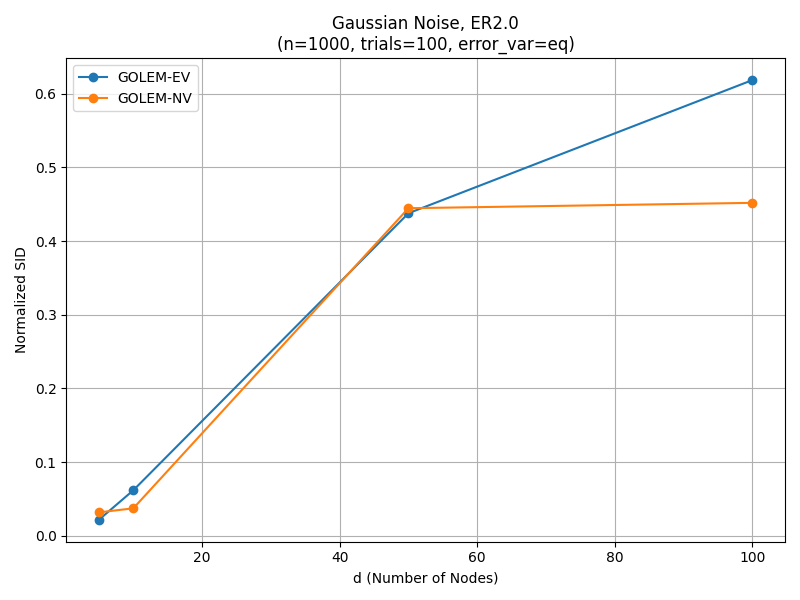 Gaussian Noise, ER2.0
(n=1000, trials=100, error_var=eq)
GOLEM-EV
GOLEM-NV
Normalized SID
0.6
0.5
0.4
0.3
0.2
0.1
0.0
20
40
60
80
100
d (Number of Nodes)